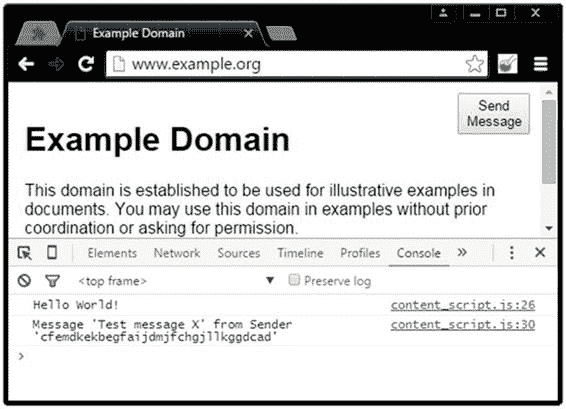 Example Domain
www.example.org
Send
Message
Example Domain
This domain is established to be used for illustrative examples in
documents. You may use this domain in examples without prior
coordination or asking for permission.
Elements Network Sources Timeline Profiles Console »
<top frame> ▼ Preserve log
Hello World! content_script.js:26
Message 'Test message X' from Sender content_script.js:30
'cfemdkekbegfaijdmjfchgjllkggdcad'
>